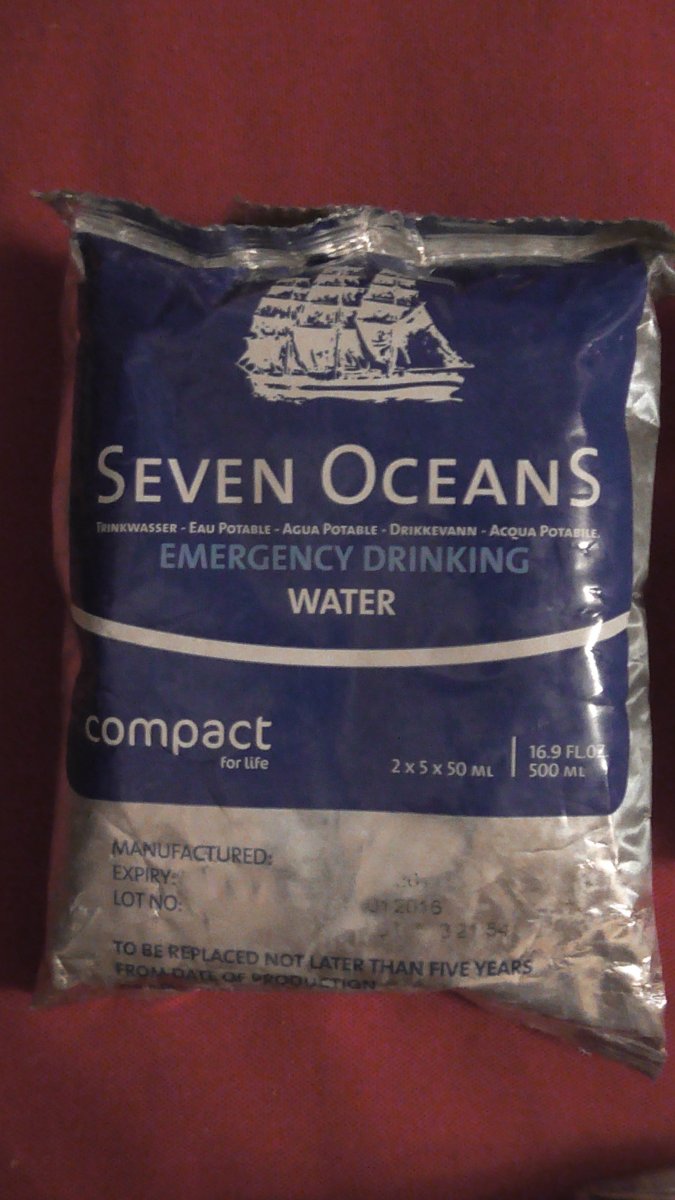 SEVEN OCEANS
TRINKWASSER - EAU POTABLE - AGUA POTABLE - DRIKKEVANN - ACQUA POTABILE
EMERGENCY DRINKING
WATER
compact
for life
2 x 5 x 50 ML
16.9 FL.OZ
500 ML
MANUFACTURED:
EXPIRY:
LOT NO:
2016
TO BE REPLACED NOT LATER THAN FIVE YEARS
FROM DATE OF PRODUCTION